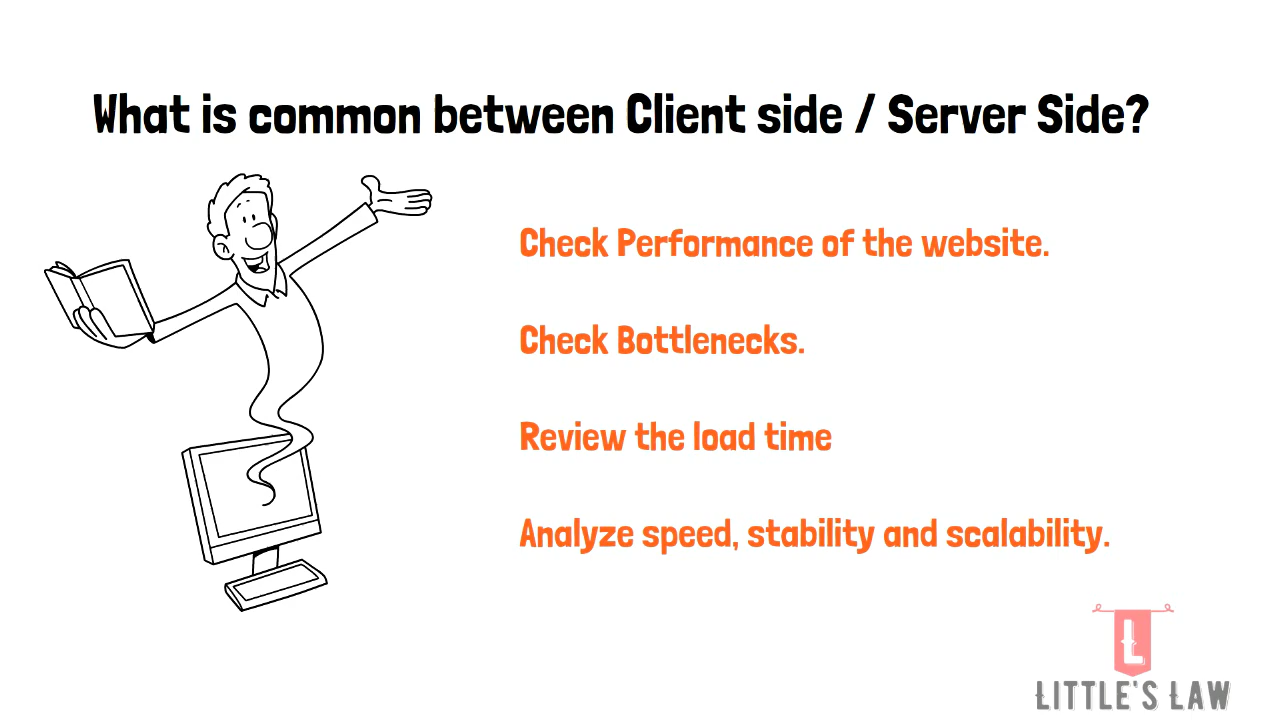 What is common between Client side / Server Side?
Check Performance of the website.
Check Bottlenecks.
Review the load time
Analyze speed, stability and scalability.
L
LITTLE'S LAW